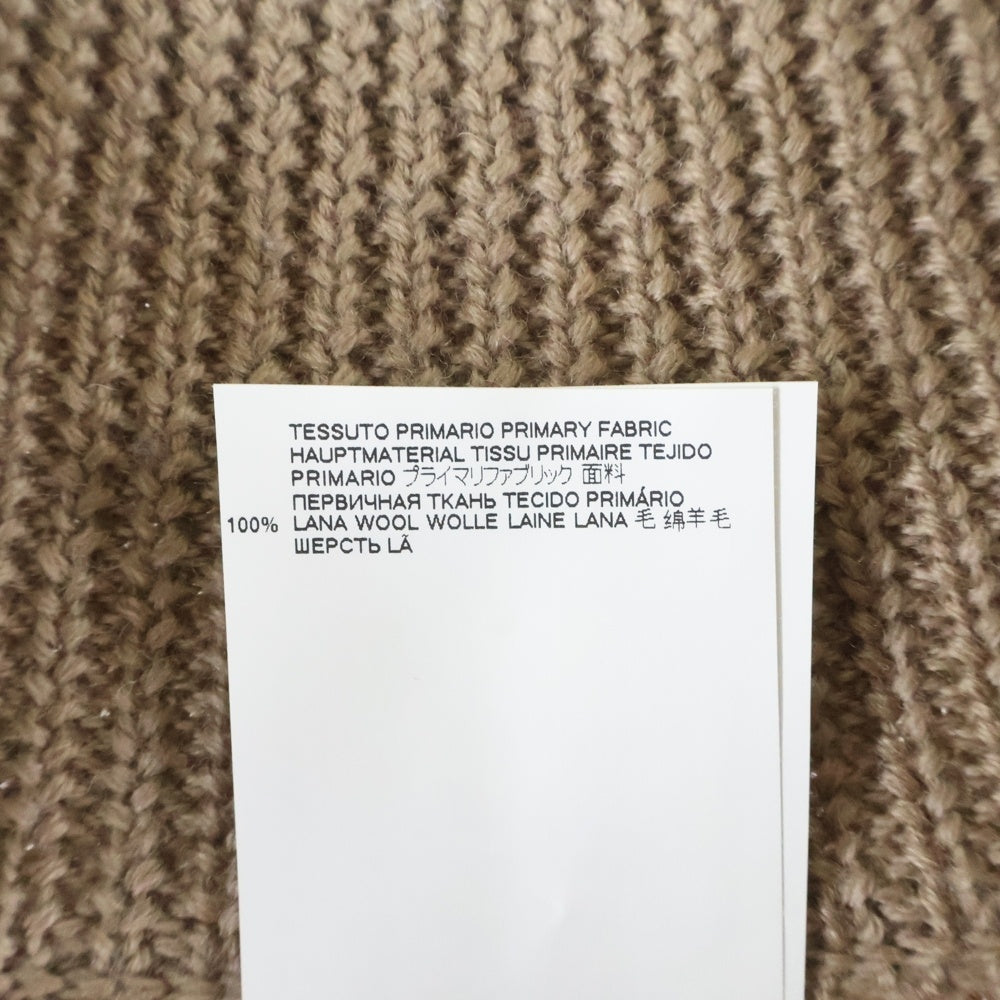 TESSUTO PRIMARIO PRIMARY FABRIC
HAUPTMATERIAL TISSU PRIMAIRE TEJIDO
PRIMARIO プライマリファブリック 面料
ПЕРВИЧНАЯ ТКАНЬ TECIDO PRIMÁRIO
100% LANA WOOL WOLLE LAINE LANA 毛 绵羊毛
ШЕРСТЬ LÃ